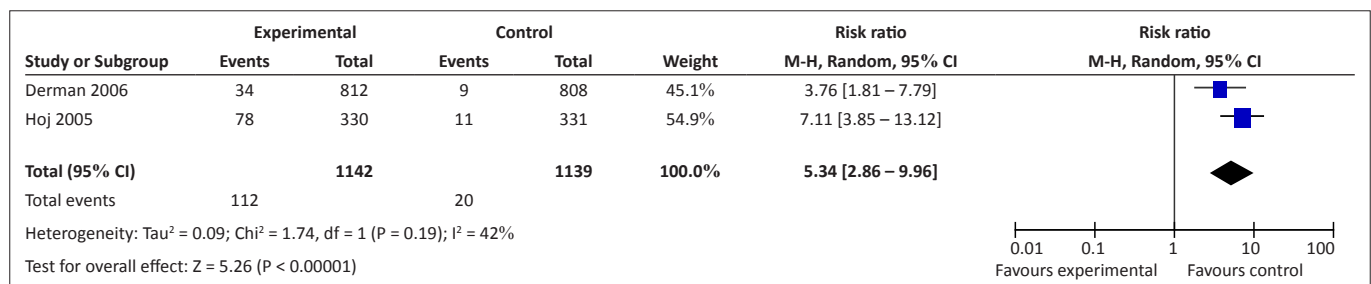 Experimental Control Risk ratio Risk ratio
Study or Subgroup Events Total Events Total Weight M-H, Random, 95% CI M-H, Random, 95% CI
Derman 2006 34 812 9 808 45.1% 3.76 [1.81 – 7.79]
Hoj 2005 78 330 11 331 54.9% 7.11 [3.85 – 13.12]
Total (95% CI) 1142 1139 100.0% 5.34 [2.86 – 9.96]
Total events 112 20
Heterogeneity: Tau² = 0.09; Chi² = 1.74, df = 1 (P = 0.19); I² = 42%
Test for overall effect: Z = 5.26 (P < 0.00001)
0.01 0.1 1 10 100
Favours experimental Favours control